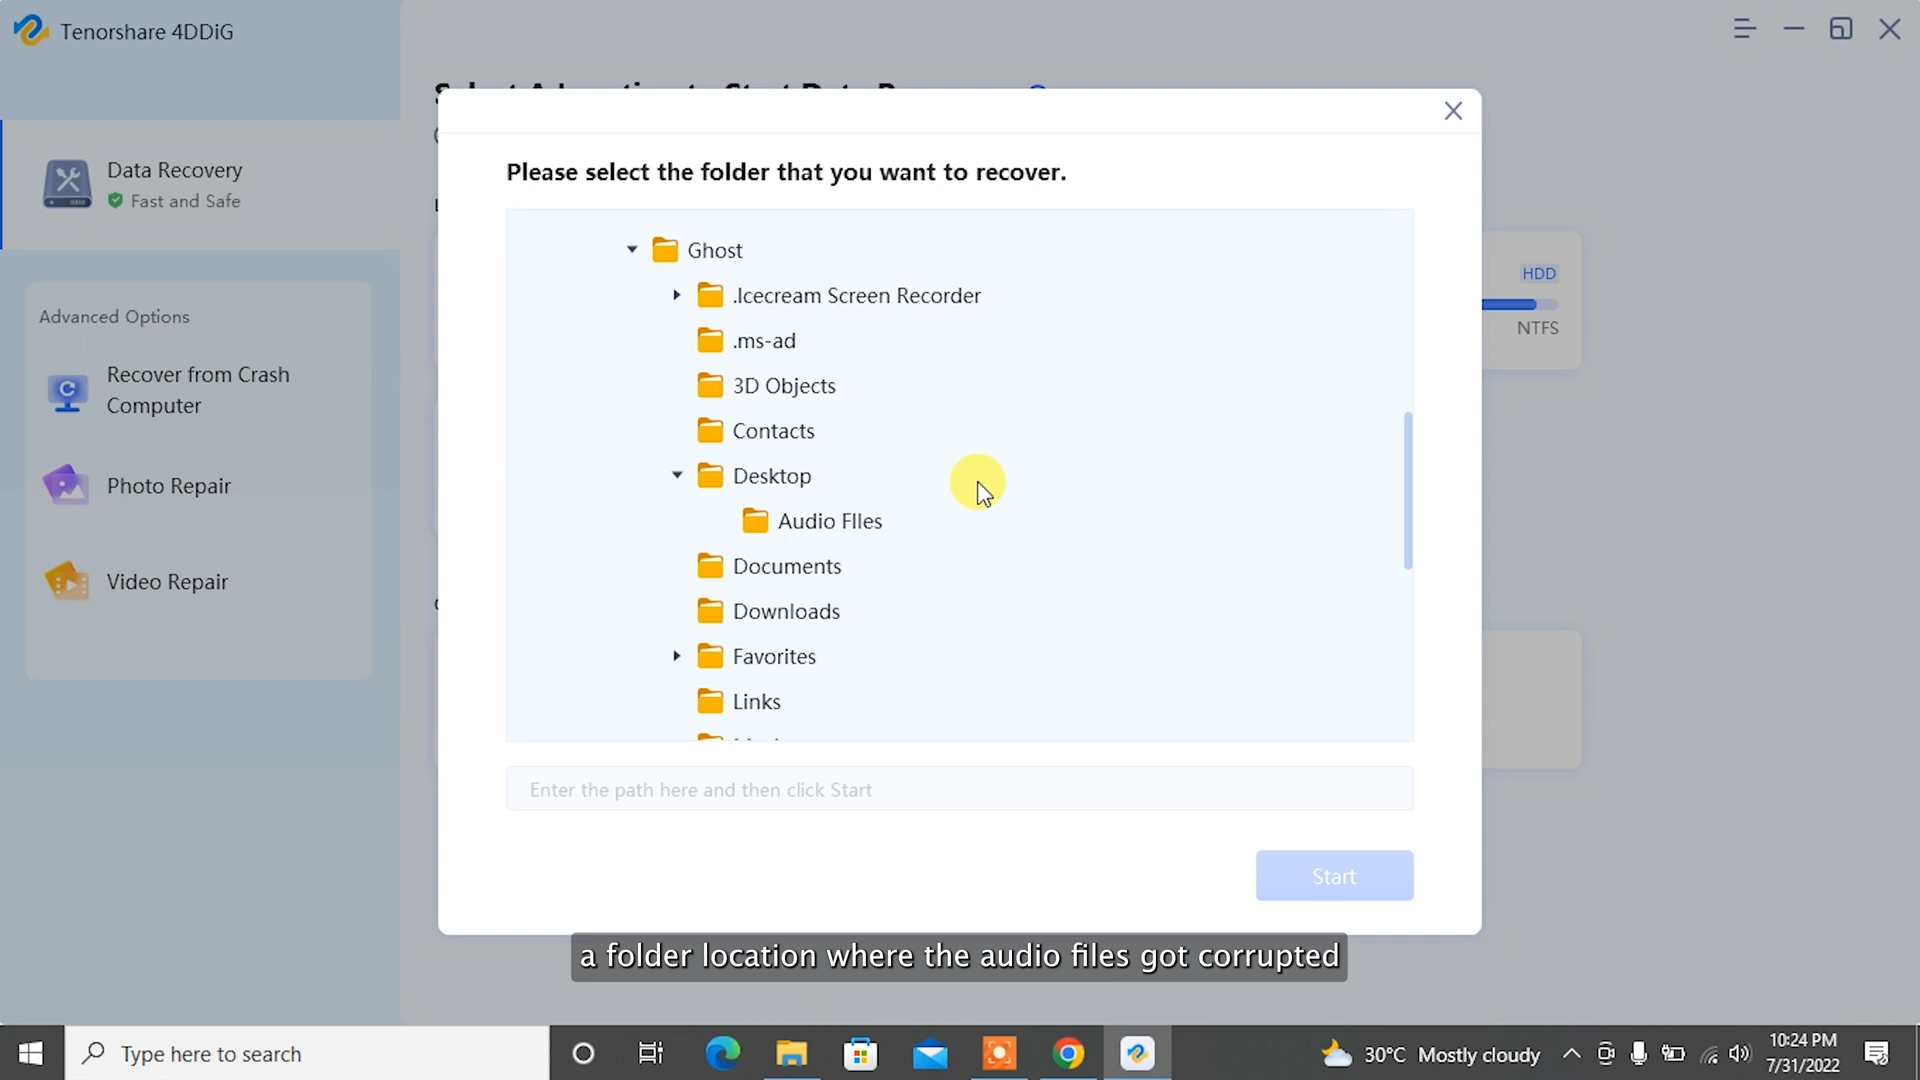 Tenorshare 4DDiG
Data Recovery
Fast and Safe
Advanced Options
Recover from Crash
Computer
Photo Repair
Video Repair
Please select the folder that you want to recover.
Ghost
.Icecream Screen Recorder
.ms-ad
3D Objects
Contacts
Desktop
Audio FIles
Documents
Downloads
Favorites
Links
Enter the path here and then click Start
Start
HDD
NTFS
a folder location where the audio files got corrupted
Type here to search
30°C Mostly cloudy
10:24 PM
7/31/2022